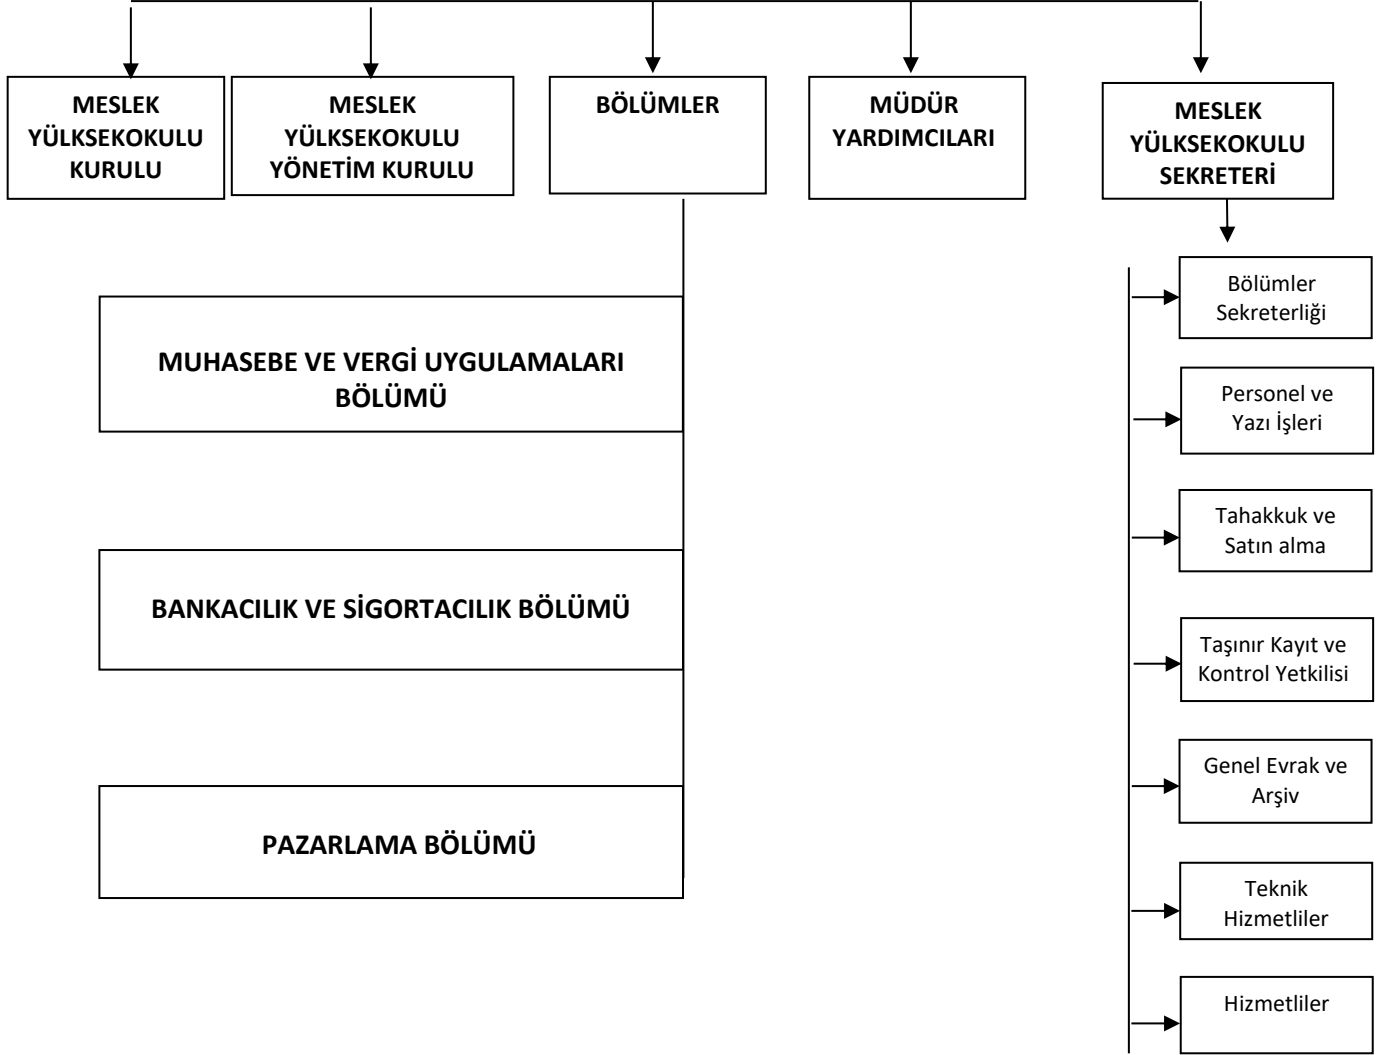 MESLEK
YÜLKSEKOKULU
KURULU
MESLEK
YÜLKSEKOKULU
YÖNETİM KURULU
BÖLÜMLER
MÜDÜR
YARDIMCILARI
MESLEK
YÜLKSEKOKULU
SEKRETERİ
MUHASEBE VE VERGİ UYGULAMALARI
BÖLÜMÜ
BANKACILIK VE SİGORTACILIK BÖLÜMÜ
PAZARLAMA BÖLÜMÜ
Bölümler
Sekreterliği
Personel ve
Yazı İşleri
Tahakkuk ve
Satın alma
Taşınır Kayıt ve
Kontrol Yetkilisi
Genel Evrak ve
Arşiv
Teknik
Hizmetliler
Hizmetliler